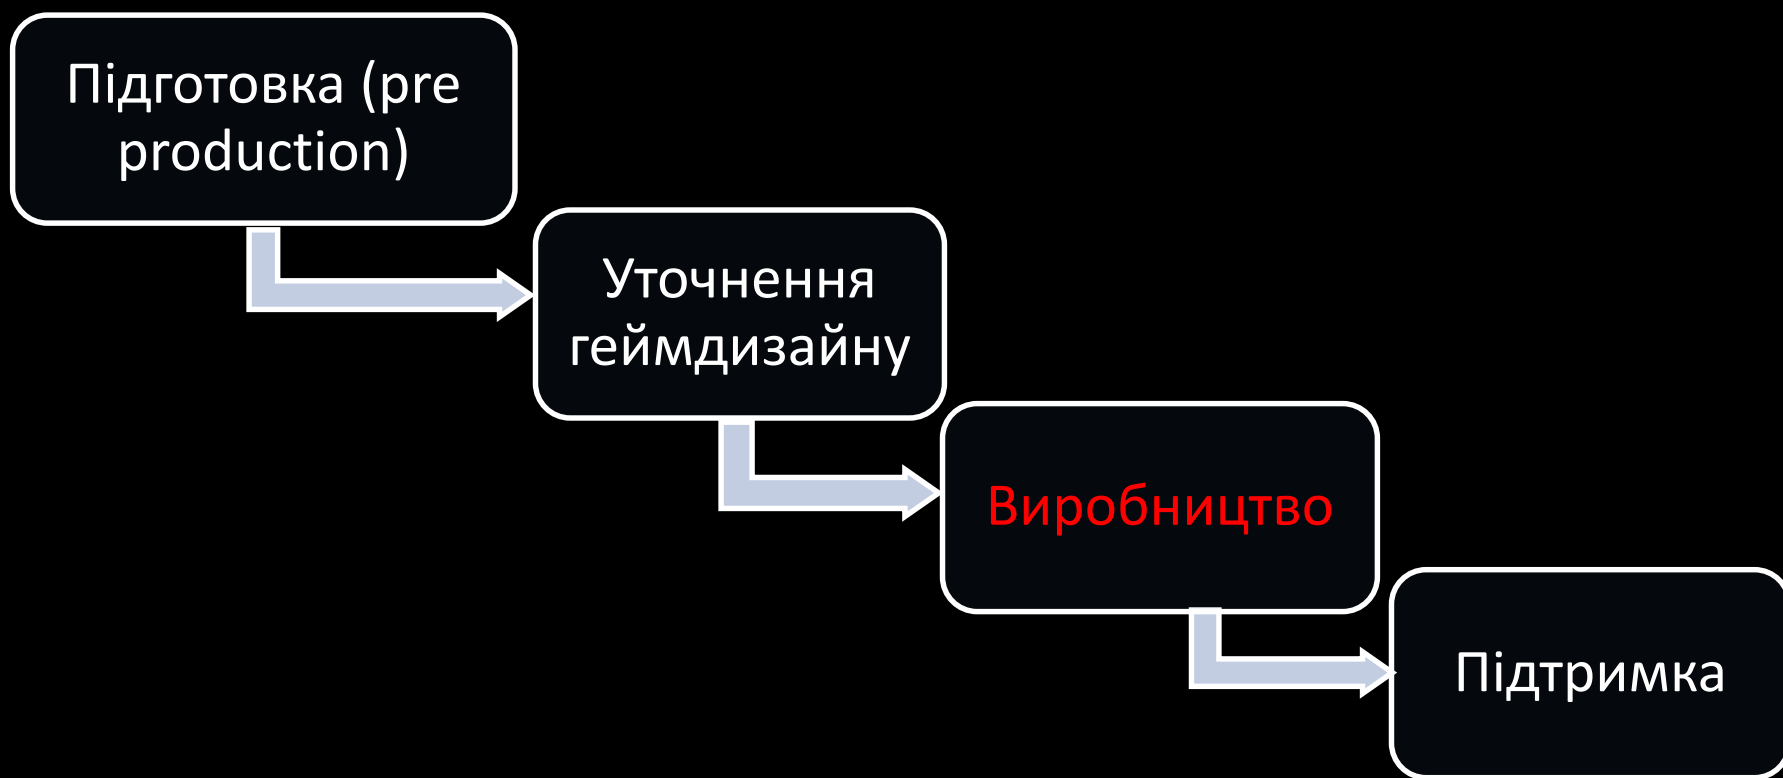 Підготовка (pre
production)
Уточнення
геймдизайну
Виробництво
Підтримка